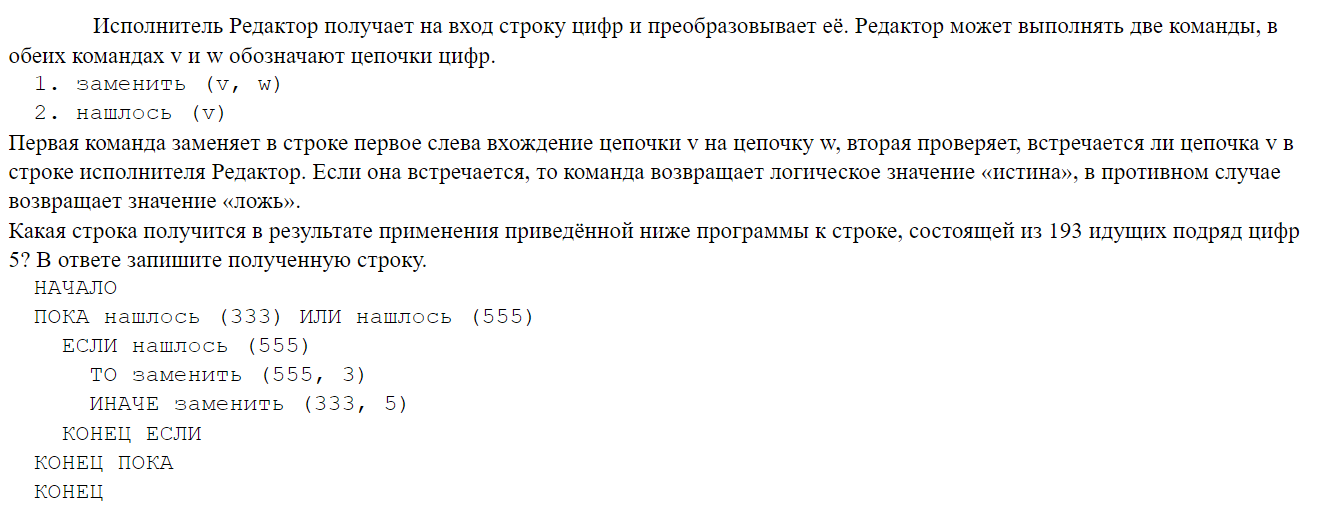 Исполнитель Редактор получает на вход строку цифр и преобразовывает её. Редактор может выполнять две команды, в
обеих командах v и w обозначают цепочки цифр.
1. заменить (v, w)
2. нашлось (v)
Первая команда заменяет в строке первое слева вхождение цепочки v на цепочку w, вторая проверяет, встречается ли цепочка v в
строке исполнителя Редактор. Если она встречается, то команда возвращает логическое значение «истина», в противном случае
возвращает значение «ложь».
Какая строка получится в результате применения приведённой ниже программы к строке, состоящей из 193 идущих подряд цифр
5? В ответе запишите полученную строку.
НАЧАЛО
ПОКА нашлось (333) ИЛИ нашлось (555)
ЕСЛИ нашлось (555)
ТО заменить (555, 3)
ИНАЧЕ заменить (333, 5)
КОНЕЦ ЕСЛИ
КОНЕЦ ПОКА
КОНЕЦ